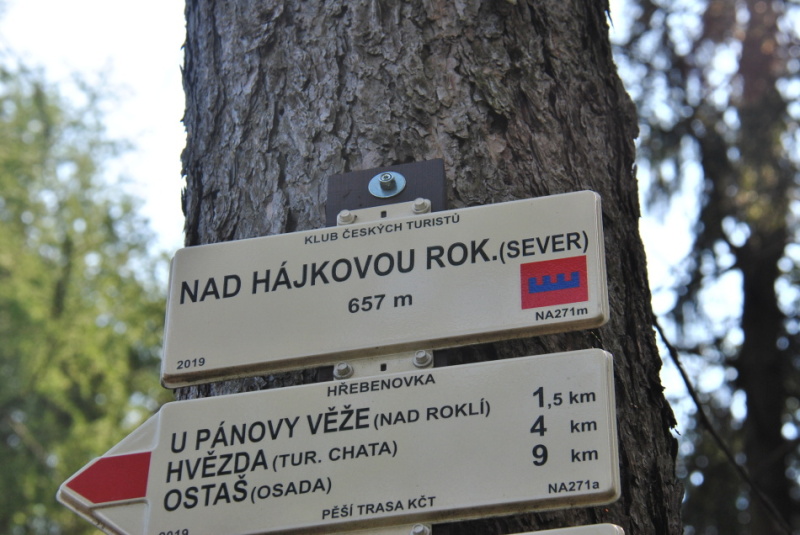 KLUB ČESKÝCH TURISTŮ
NAD HÁJKOVOU ROK.(SEVER)
657 m
2019
NA271m
HŘEBENOVKA
U PÁNOVY VĚŽE (NAD ROKLÍ) 1,5 km
HVĚZDA (TUR. CHATA) 4 km
OSTAŠ (OSADA) 9 km
2019
PĚŠÍ TRASA KČT
NA271a